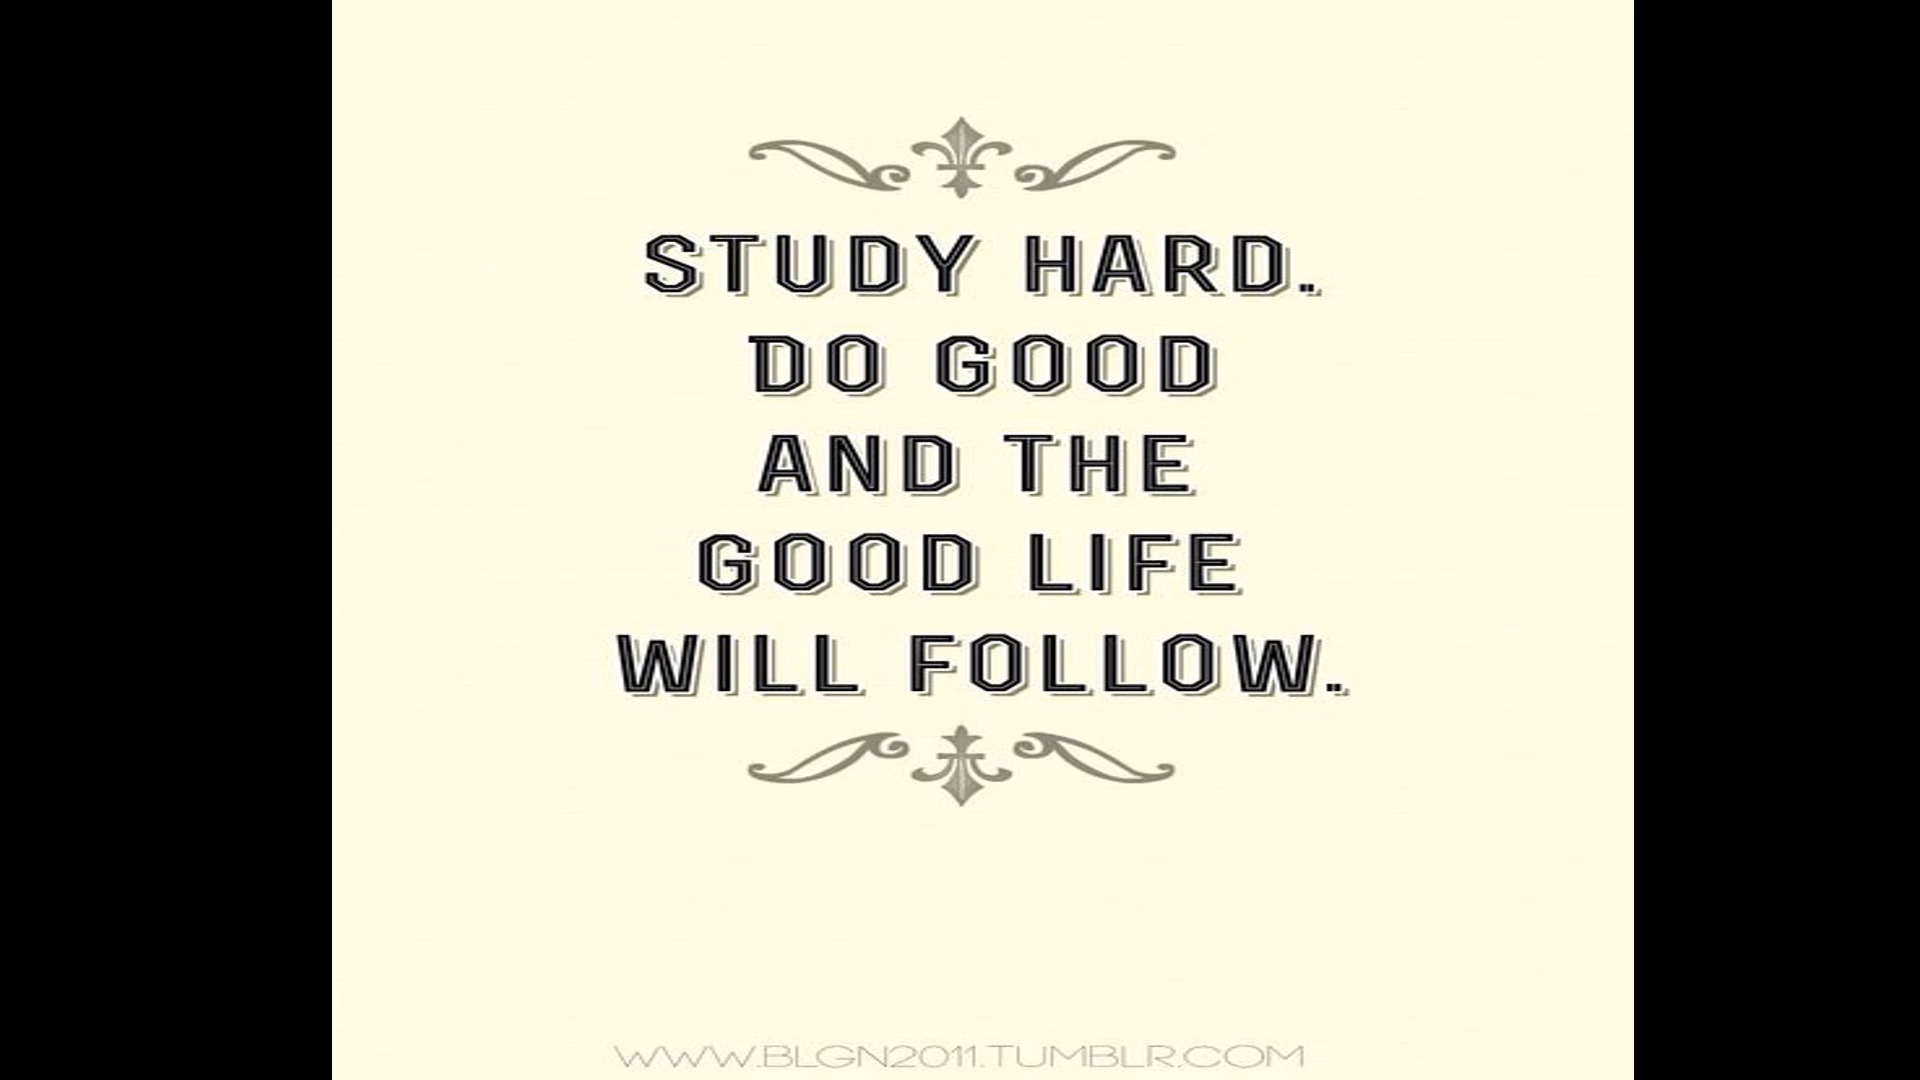 STUDY HARD.
DO GOOD
AND THE
GOOD LIFE
WILL FOLLOW.
WWW.BLGN2011.TUMBLR.COM